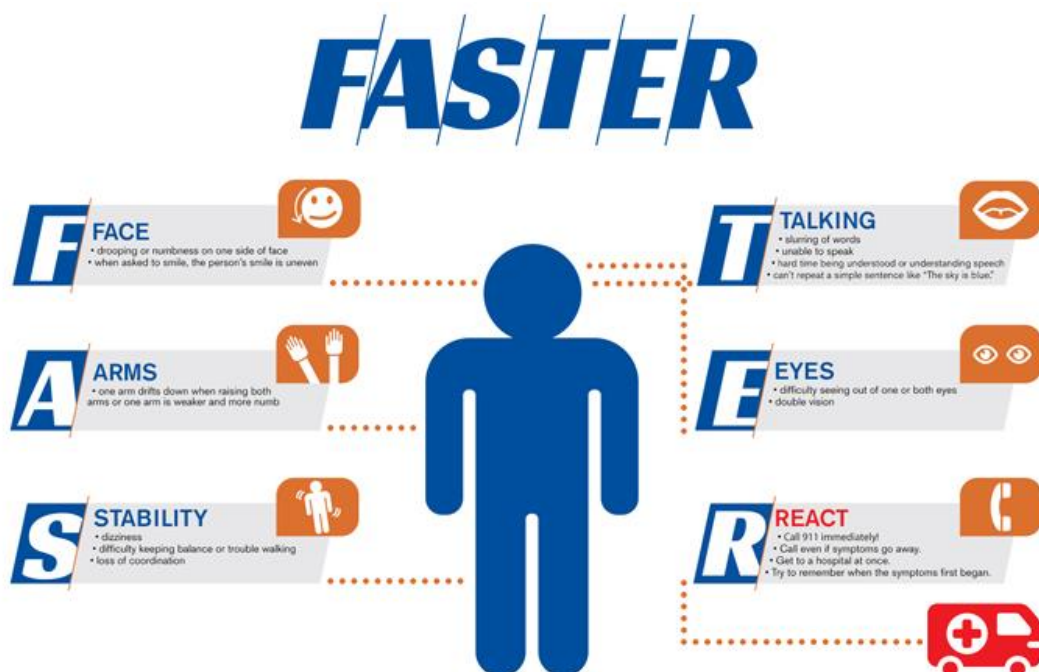 FASTER
F
FACE
• drooping or numbness on one side of face
• when asked to smile, the person's smile is uneven
A
ARMS
• one arm drifts down when raising both
arms or one arm is weaker and more numb
S
STABILITY
• dizziness
• difficulty keeping balance or trouble walking
• loss of coordination
T
TALKING
• slurring of words
• unable to speak
• hard time being understood or understanding speech
• can't repeat a simple sentence like "The sky is blue."
E
EYES
• difficulty seeing out of one or both eyes
• double vision
R
REACT
• Call 911 immediately!
• Call even if symptoms go away.
• Get to a hospital at once.
• Try to remember when the symptoms first began.